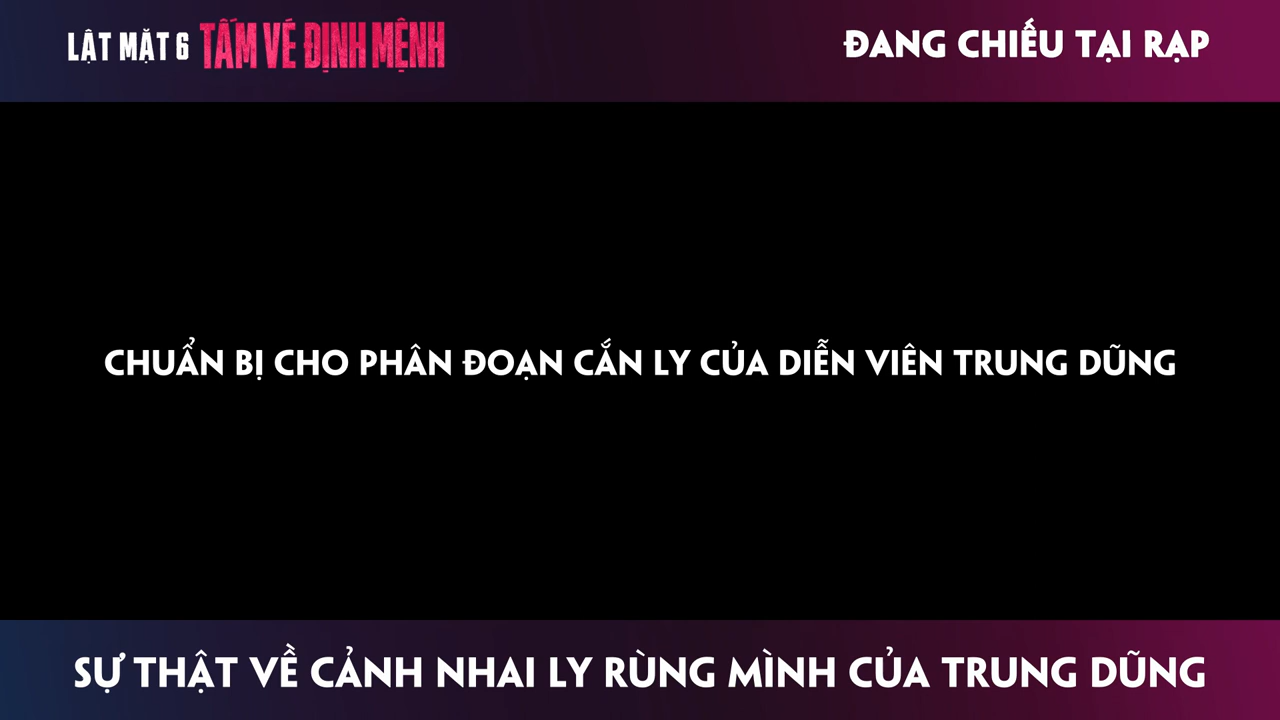 LẬT MẶT 6 TẤM VÉ ĐỊNH MỆNH
ĐANG CHIẾU TẠI RẠP
CHUẨN BỊ CHO PHÂN ĐOẠN CẮN LY CỦA DIỄN VIÊN TRUNG DŨNG
SỰ THẬT VỀ CẢNH NHAI LY RÙNG MÌNH CỦA TRUNG DŨNG